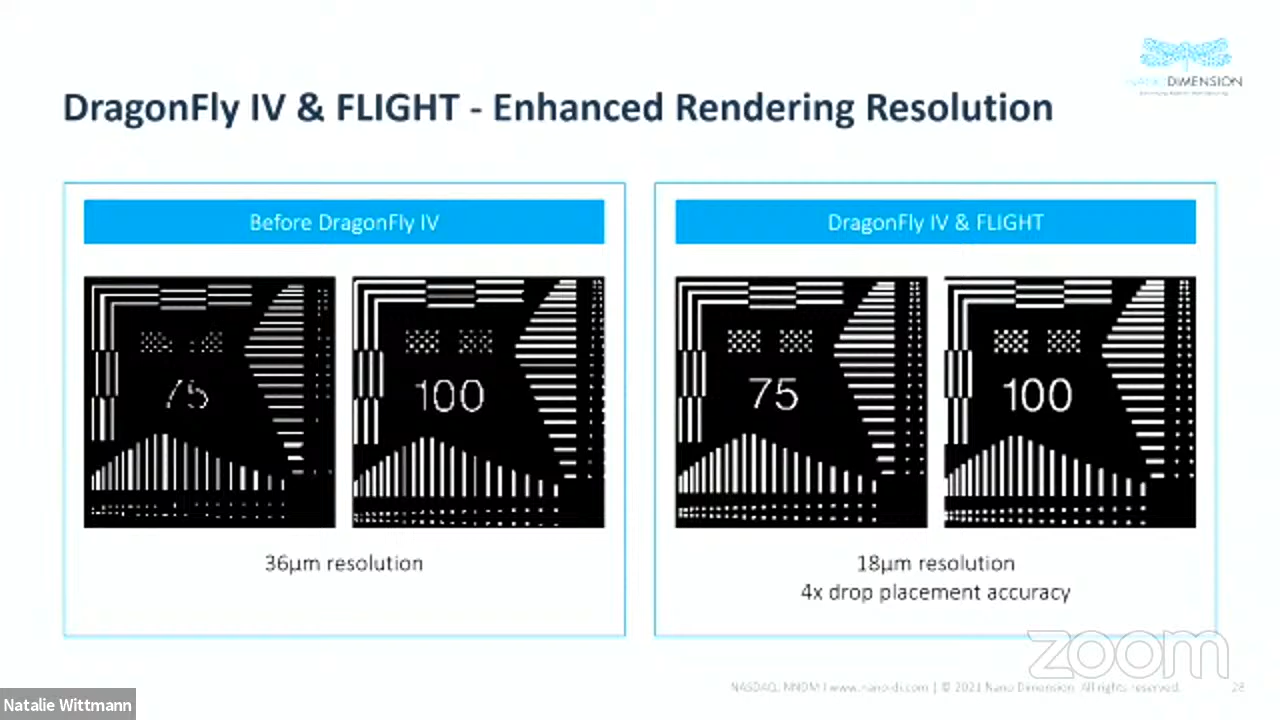 NANODIMENSION
DragonFly IV & FLIGHT - Enhanced Rendering Resolution
Before DragonFly IV
DragonFly IV & FLIGHT
75
100
75
100
36µm resolution
18µm resolution
4x drop placement accuracy
zoom
NASDAQ: NNDM | www.nano-di.com | © 2021 Nano Dimension. All rights reserved.
28
Natalie Wittmann